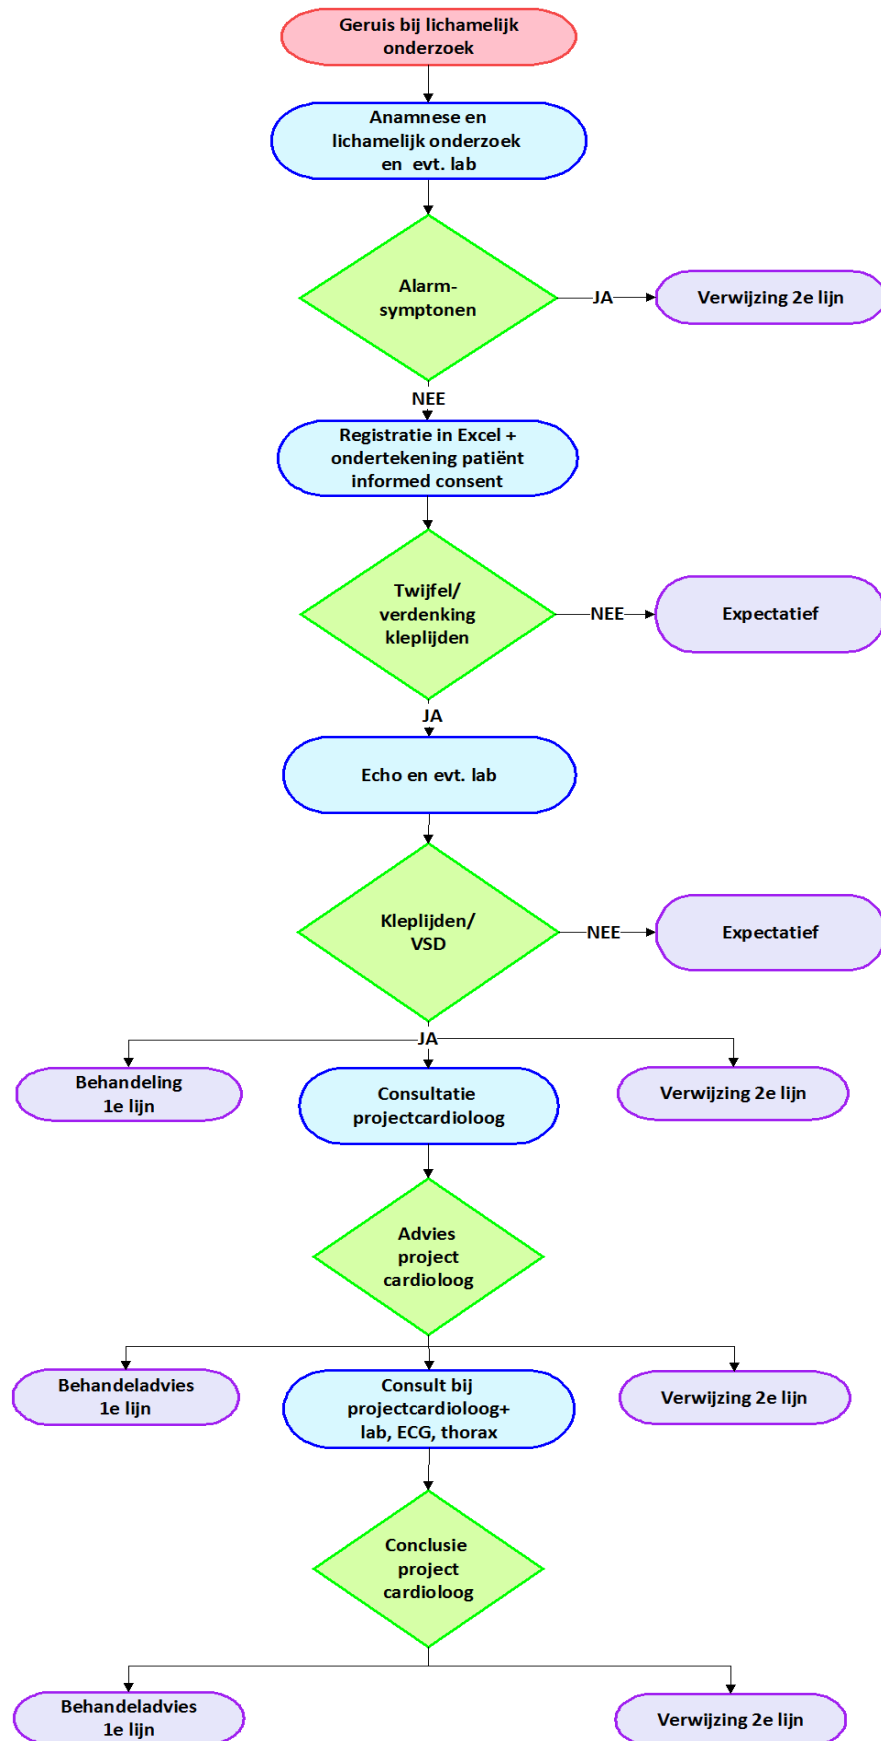 Geruis bij lichamelijk
onderzoek
Anamnese en
lichamelijk onderzoek
en evt. lab
Alarm-
symptonen
JA
Verwijzing 2e lijn
NEE
Registratie in Excel +
ondertekening patiënt
informed consent
Twijfel/
verdenking
kleplijden
NEE
Expectatief
JA
Echo en evt. lab
Kleplijden/
VSD
NEE
Expectatief
JA
Behandeling
1e lijn
Consultatie
projectcardioloog
Verwijzing 2e lijn
Advies
project
cardioloog
Behandeladvies
1e lijn
Consult bij
projectcardioloog+
lab, ECG, thorax
Verwijzing 2e lijn
Conclusie
project
cardioloog
Behandeladvies
1e lijn
Verwijzing 2e lijn